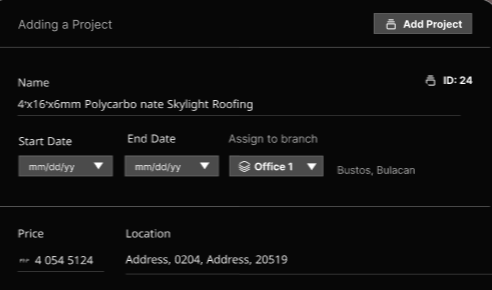 Adding a Project
Add Project
Name
ID: 24
4'x16'x6mm Polycarbo nate Skylight Roofing
Start Date
End Date
Assign to branch
mm/dd/yy
mm/dd/yy
Office 1
Bustos, Bulacan
Price
Location
PHP 4 054 5124
Address, 0204, Address, 20519